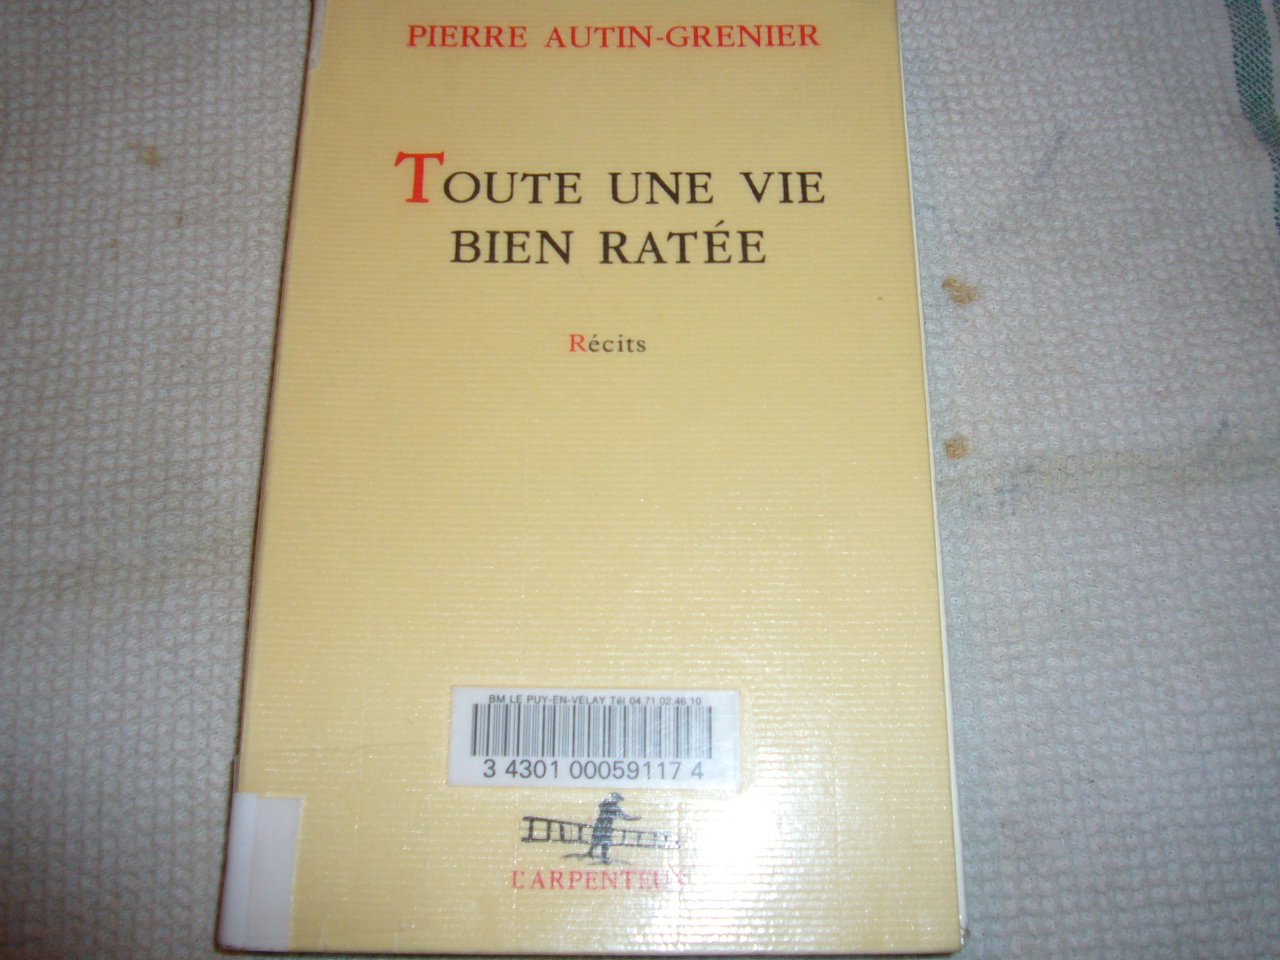 PIERRE AUTIN-GRENIER
TOUTE UNE VIE
BIEN RATÉE
Récits
BM LE PUY-EN-VELAY Tél 04 71 02 46 10
3 4301 00059117 4
L'ARPENTEUR